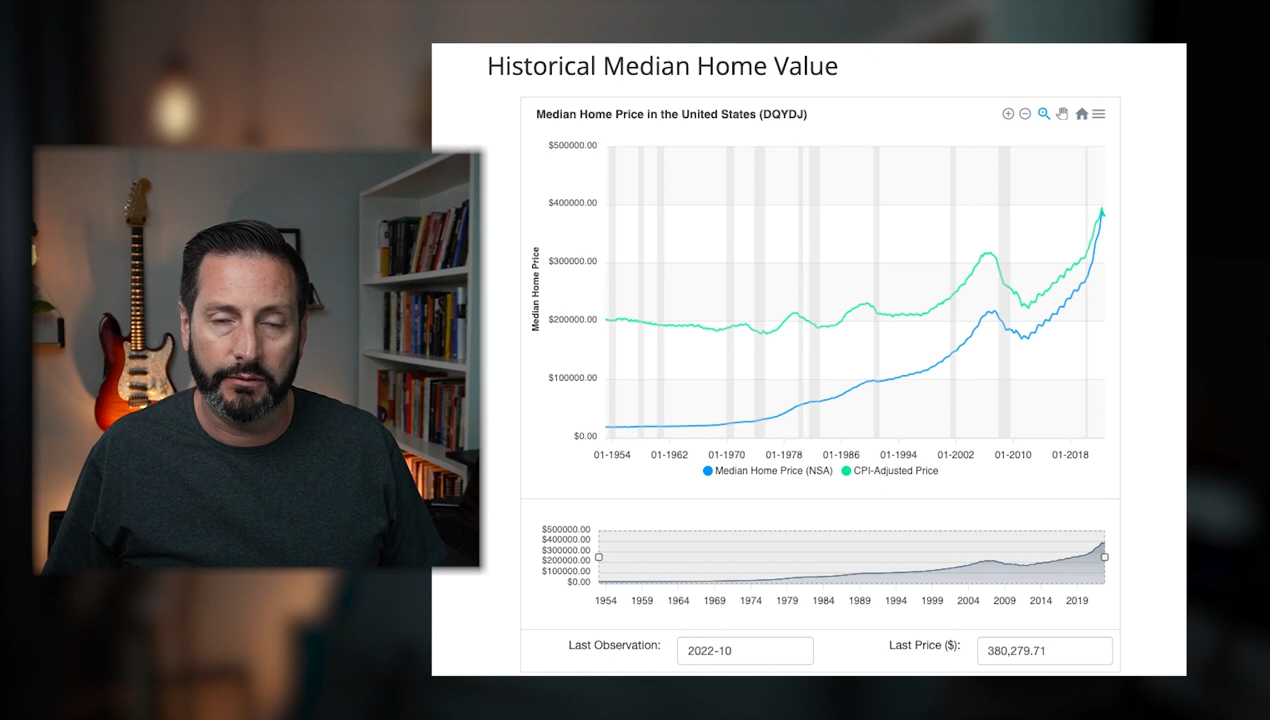 Historical Median Home Value
Median Home Price in the United States (DQYDJ)
$500000.00
$400000.00
$300000.00
$200000.00
$100000.00
$0.00
Median Home Price
01-1954 01-1962 01-1970 01-1978 01-1986 01-1994 01-2002 01-2010 01-2018
Median Home Price (NSA) CPI-Adjusted Price
$500000.00
$400000.00
$300000.00
$200000.00
$100000.00
$0.00
1954 1959 1964 1969 1974 1979 1984 1989 1994 1999 2004 2009 2014 2019
Last Observation: 2022-10 Last Price ($): 380,279.71